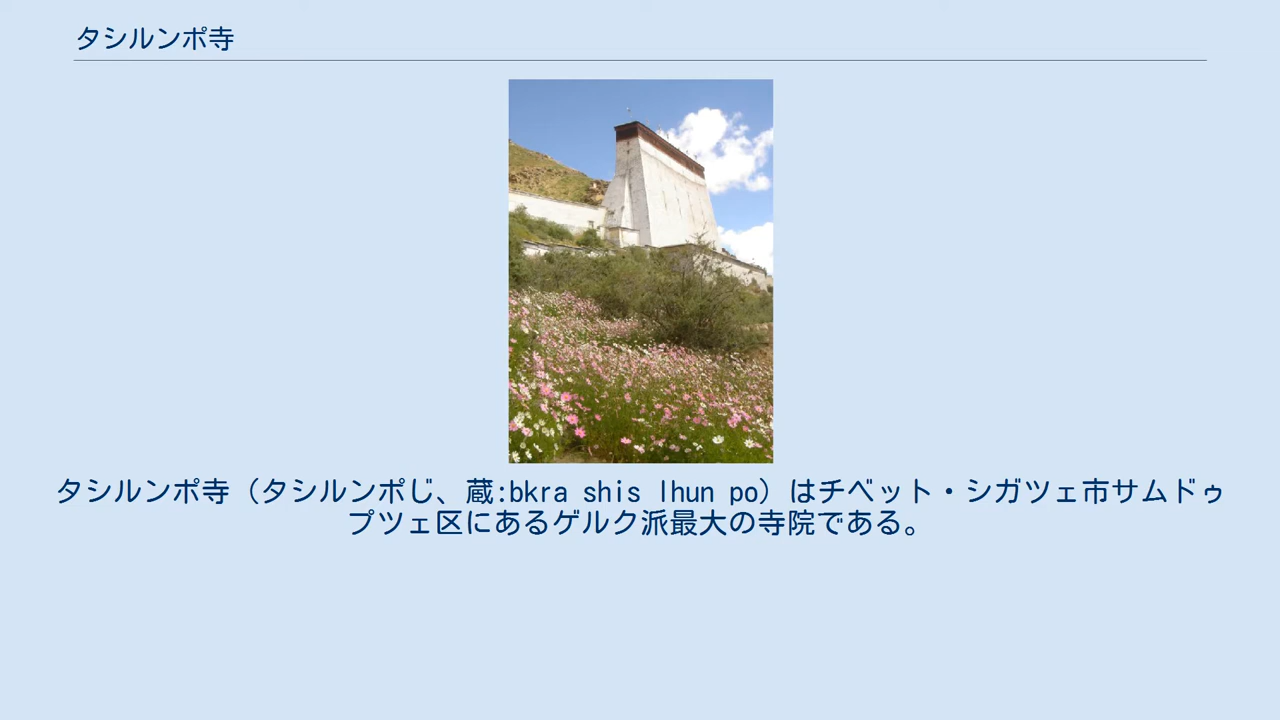 タシルンポ寺
タシルンポ寺（タシルンポじ、蔵:bkra shis lhun po）はチベット・シガツェ市サムドゥ
プツェ区にあるゲルク派最大の寺院である。